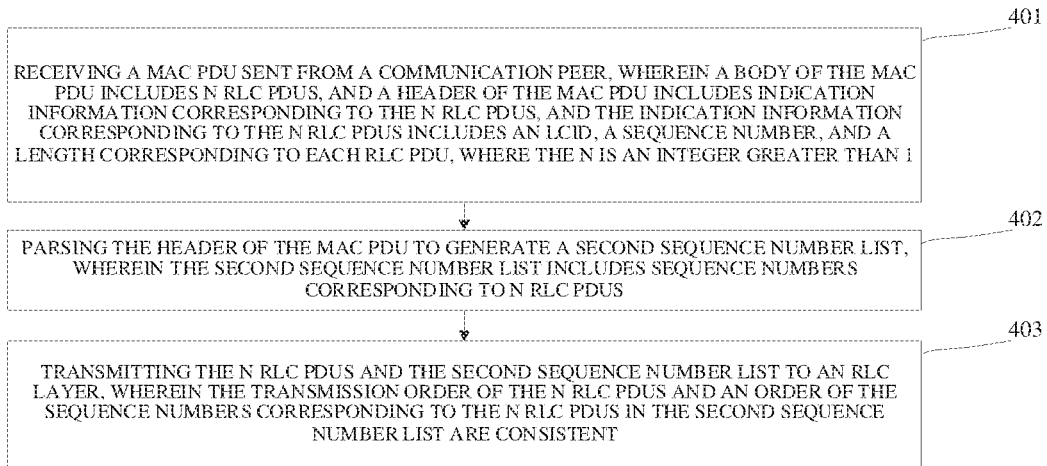 401
RECEIVING A MAC PDU SENT FROM A COMMUNICATION PEER, WHEREIN A BODY OF THE MAC
PDU INCLUDES N RLC PDUS, AND A HEADER OF THE MAC PDU INCLUDES INDICATION
INFORMATION CORRESPONDING TO THE N RLC PDUS, AND THE INDICATION INFORMATION
CORRESPONDING TO THE N RLC PDUS INCLUDES AN LCID, A SEQUENCE NUMBER, AND A
LENGTH CORRESPONDING TO EACH RLC PDU, WHERE THE N IS AN INTEGER GREATER THAN 1
402
PARSING THE HEADER OF THE MAC PDU TO GENERATE A SECOND SEQUENCE NUMBER LIST,
WHEREIN THE SECOND SEQUENCE NUMBER LIST INCLUDES SEQUENCE NUMBERS
CORRESPONDING TO N RLC PDUS
403
TRANSMITTING THE N RLC PDUS AND THE SECOND SEQUENCE NUMBER LIST TO AN RLC
LAYER, WHEREIN THE TRANSMISSION ORDER OF THE N RLC PDUS AND AN ORDER OF THE
SEQUENCE NUMBERS CORRESPONDING TO THE N RLC PDUS IN THE SECOND SEQUENCE
NUMBER LIST ARE CONSISTENT